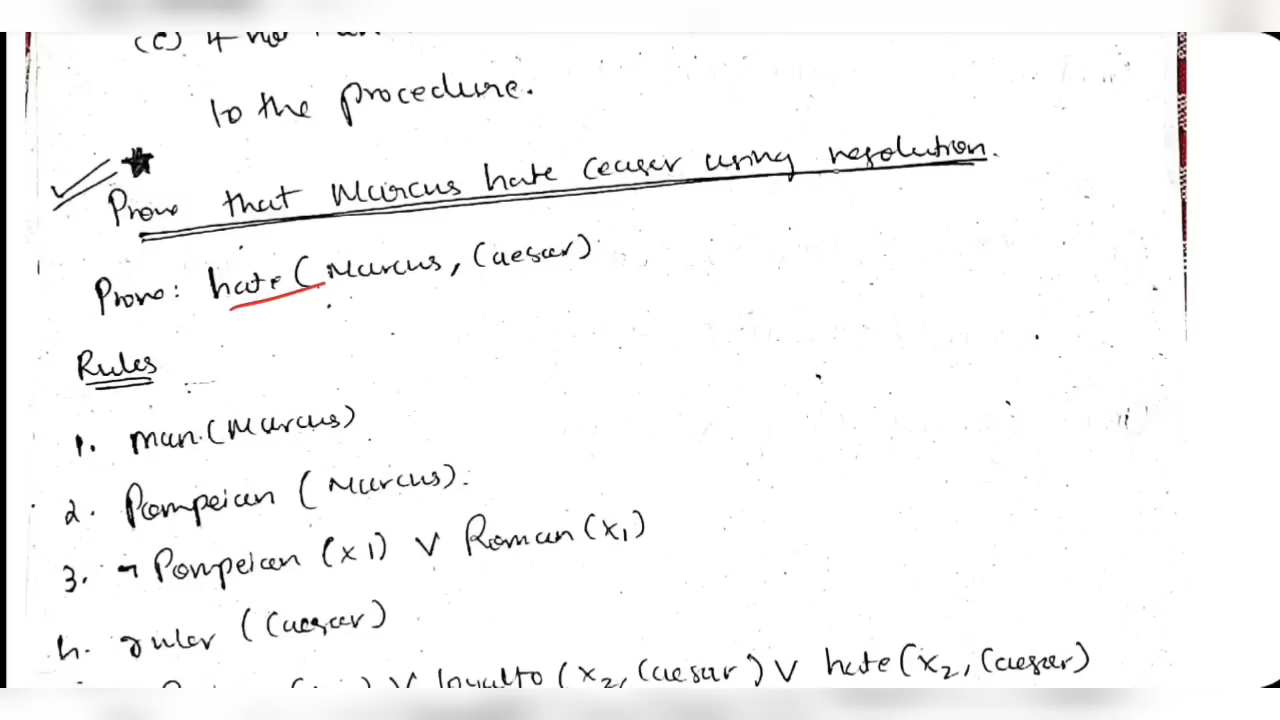 to the procedure.
Prove that Marcus hate Ceaser using resolution.
Prove: hate (Marcus, Caesar)
Rules
1. man (Marcus)
2. Pompeian (Marcus).
3. ¬ Pompeian (x1) ∨ Roman (x1)
4. ruler (Caesar)
∨ loyalto (x2, Caesar) ∨ hate (x2, Caesar)